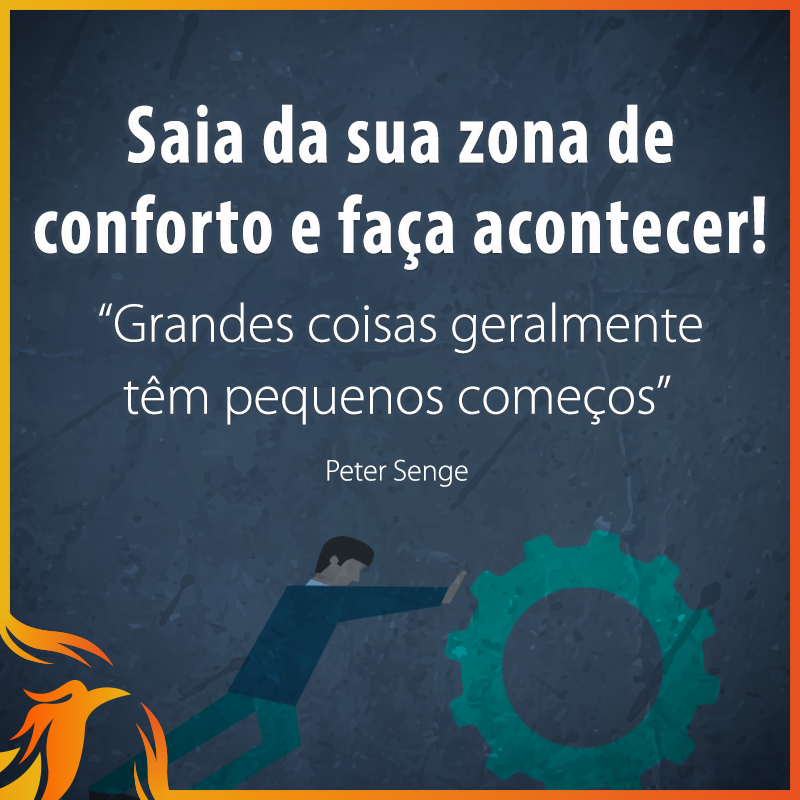 Saia da sua zona de
conforto e faça acontecer!
“Grandes coisas geralmente
têm pequenos começos”
Peter Senge